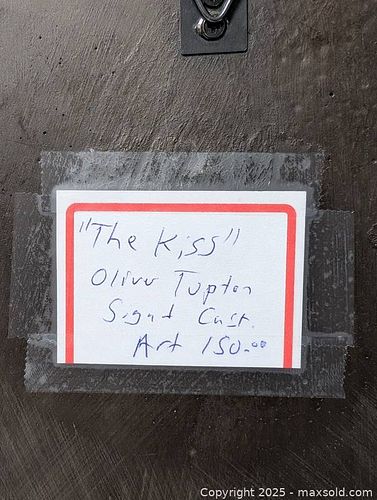 "The Kiss"
Oliver Tupton
Signd Cast.
Art 150.00
Copyright 2025 - maxsold.com